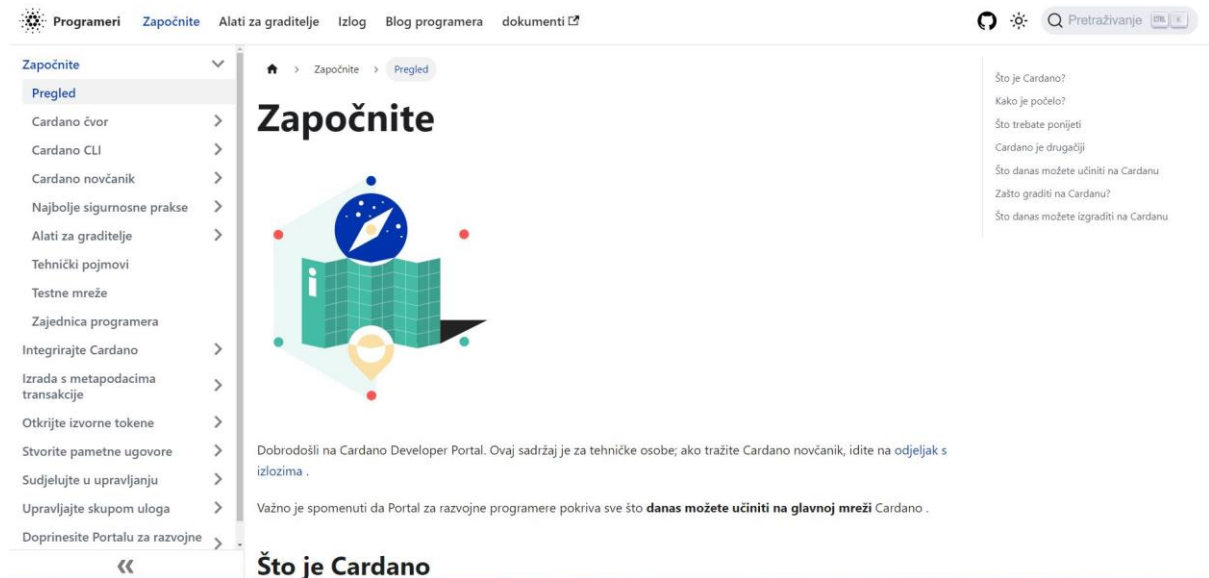 Programeri Započnite Alati za graditelje Izlog Blog programera dokumenti Pretraživanje CTRL K
Započnite
Pregled
Cardano čvor
Cardano CLI
Cardano novčanik
Najbolje sigurnosne prakse
Alati za graditelje
Tehnički pojmovi
Testne mreže
Zajednica programera
Integrirajte Cardano
Izrada s metapodacima
transakcije
Otkrijte izvorne tokene
Stvorite pametne ugovore
Sudjelujte u upravljanju
Upravljajte skupom uloga
Doprinesite Portalu za razvojne
Započnite Pregled
Započnite
i
Dobrodošli na Cardano Developer Portal. Ovaj sadržaj je za tehničke osobe; ako tražite Cardano novčanik, idite na odjeljak s
izlozima .
Važno je spomenuti da Portal za razvojne programere pokriva sve što danas možete učiniti na glavnoj mreži Cardano .
Što je Cardano
Što je Cardano?
Kako je počelo?
Što trebate ponijeti
Cardano je drugačiji
Što danas možete učiniti na Cardanu
Zašto graditi na Cardanu?
Što danas možete izgraditi na Cardanu